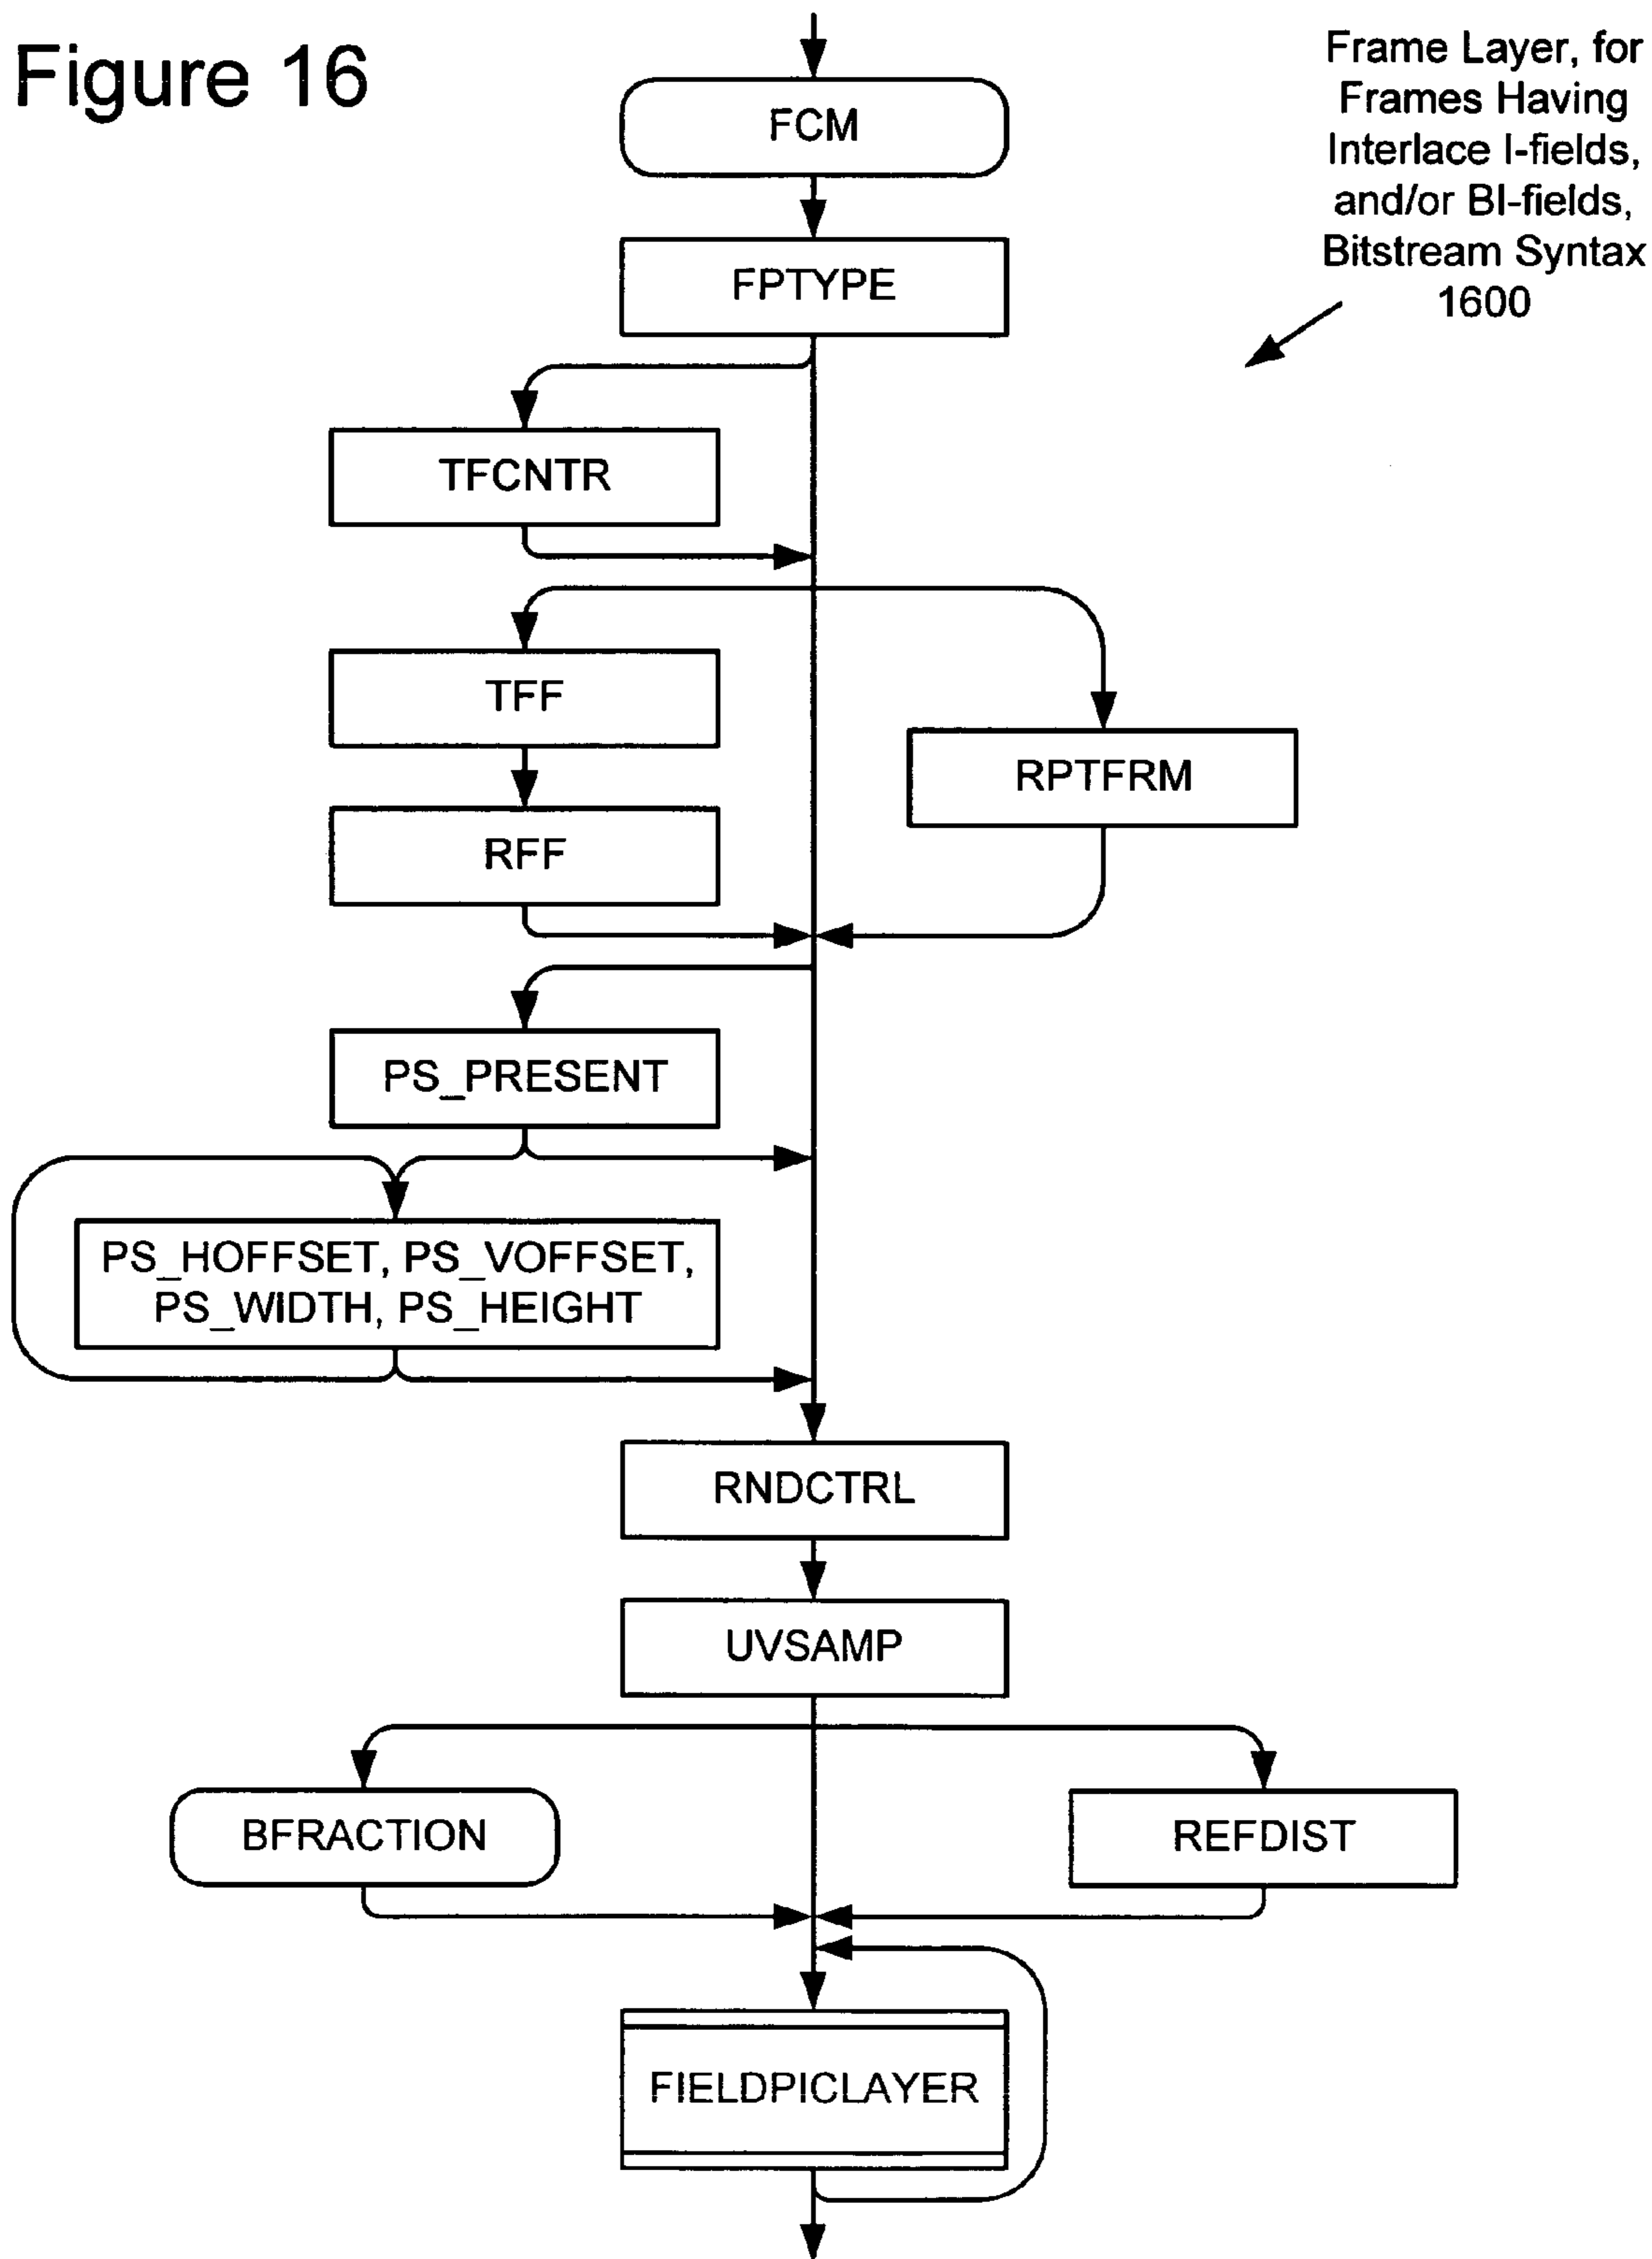 Figure 16
Frame Layer, for
Frames Having
Interlace I-fields,
and/or BI-fields,
Bitstream Syntax
1600
FCM
FPTYPE
TFCNTR
TFF
RPTFRM
RFF
PS_PRESENT
PS_HOFFSET, PS_VOFFSET,
PS_WIDTH, PS_HEIGHT
RNDCTRL
UVSAMP
BFRACTION
REFDIST
FIELDPICLAYER